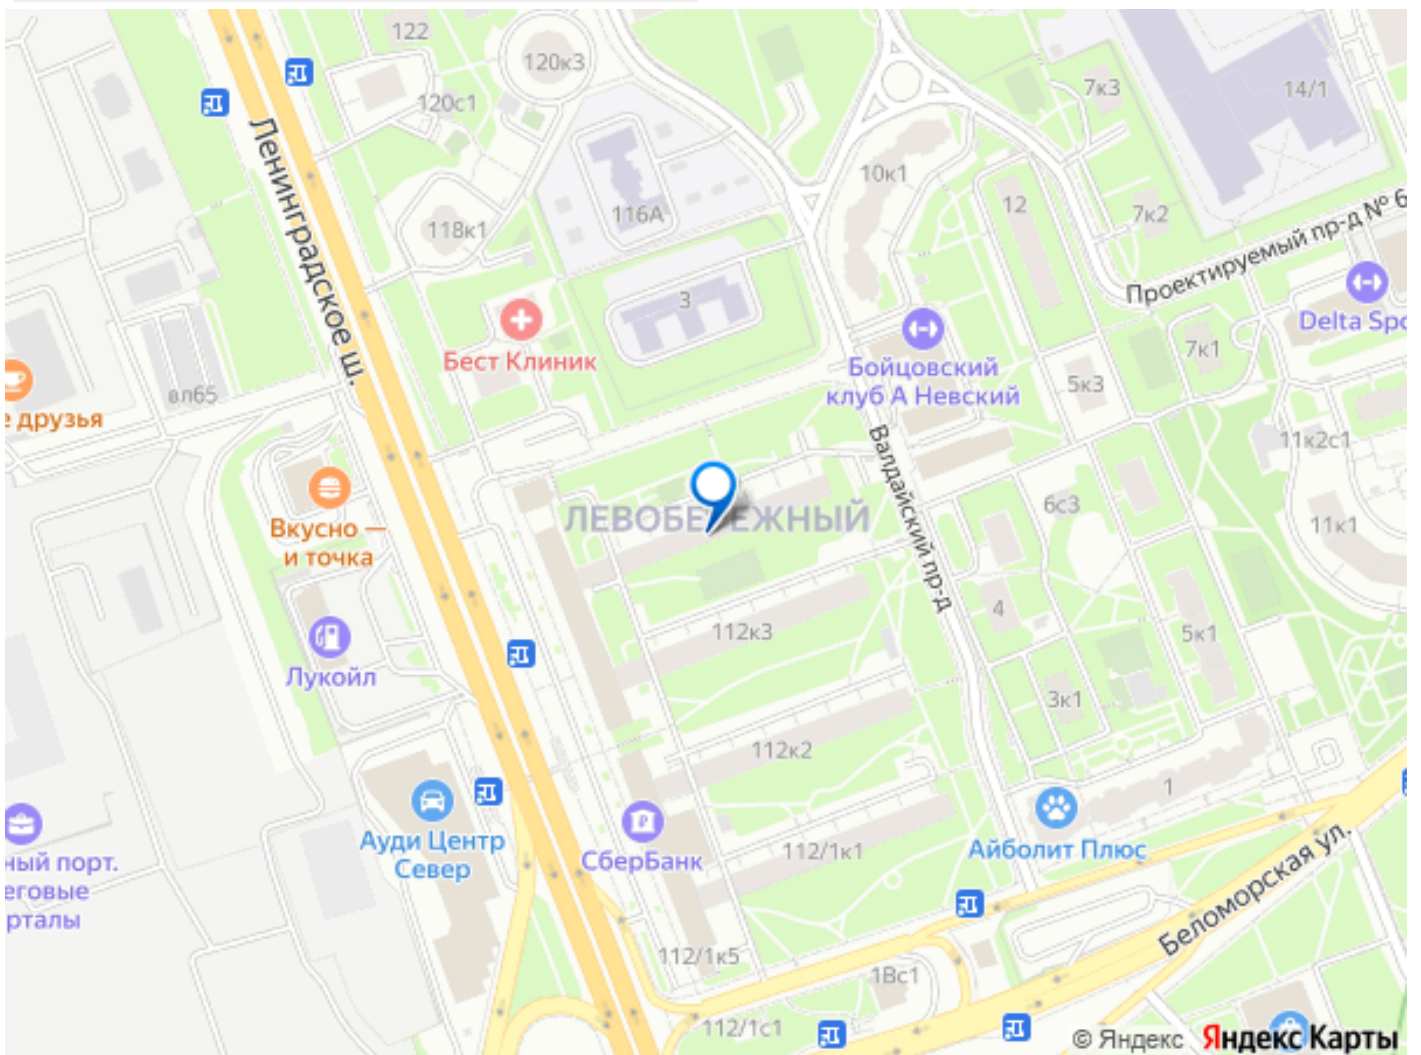 122
120к3
7к3
14/1
120с1
Ленинградское ш.
10к1
116А
12
7к2
118к1
Проектируемый пр-д № 6
3
Бест Клиник
Delta Spo
7к1
Бойцовский
клуб А Невский
5к3
вл65
е друзья
Валдайский пр-д
11к2с1
ЛЕВОБЕРЕЖНЫЙ
6с3
11к1
Вкусно —
и точка
4
112к3
5к1
Лукойл
3к1
112к2
1
Ауди Центр
Север
СберБанк
112/1к1
Айболит Плюс
ный порт.
еговые
рталы
Беломорская ул.
112/1к5
1Вс1
112/1с1
© Яндекс Яндекс Карты